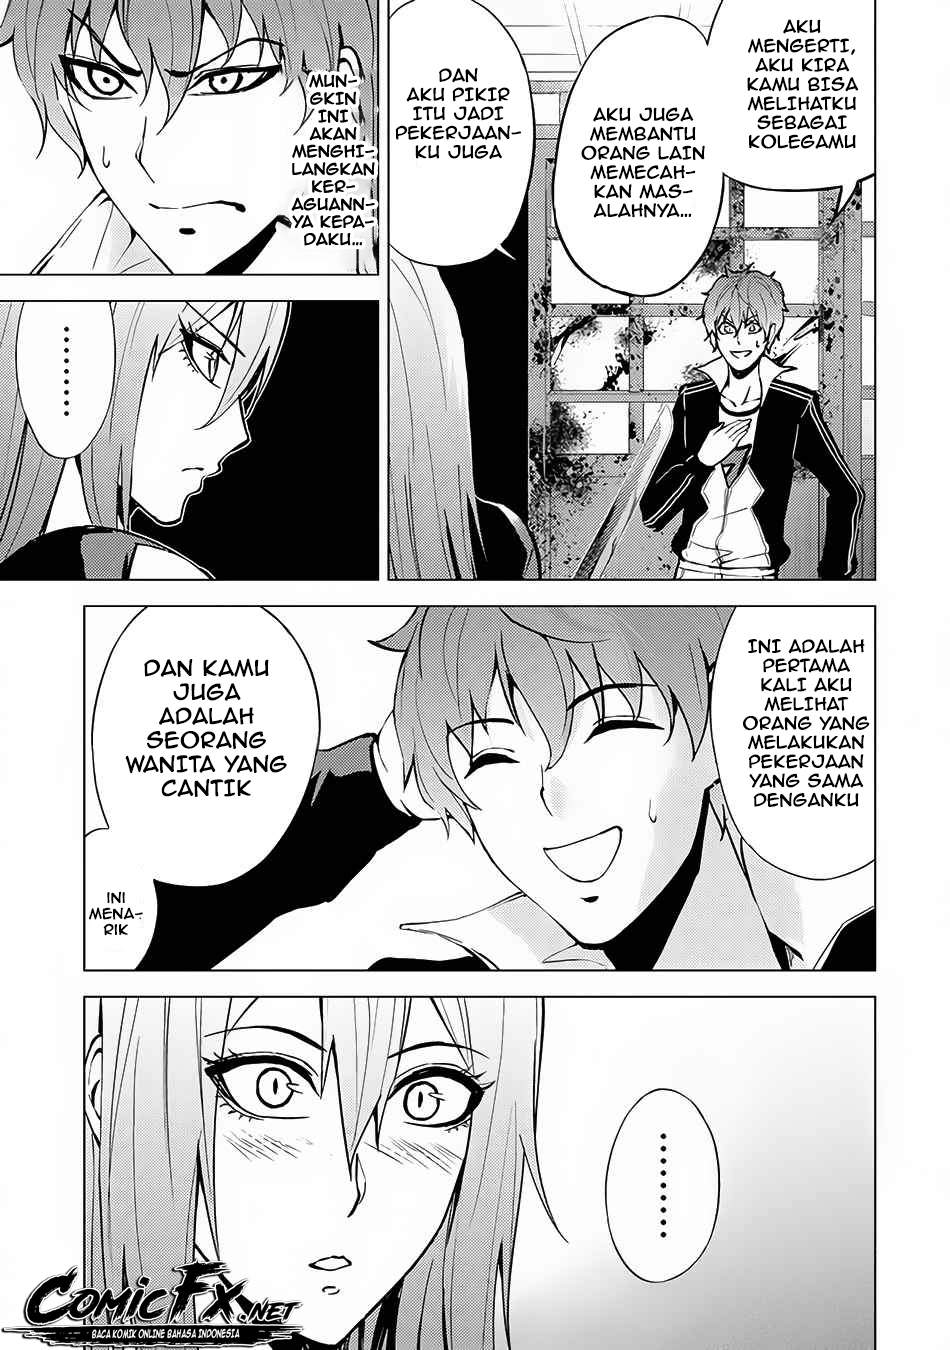 AKU
MENGERTI,
AKU KIRA
KAMU BISA
MELIHATKU
SEBAGAI
KOLEGAMU
AKU JUGA
MEMBANTU
ORANG LAIN
MEMECAH-
KAN MAS-
ALAHNYA...
DAN
AKU PIKIR
ITU JADI
PEKERJAAN-
KU JUGA
MUN-
GKIN
INI
AKAN
MENGHI-
LANGKAN
KER-
AGUANN-
YA KEPA-
DAKU...
........
INI ADALAH
PERTAMA
KALI AKU
MELIHAT
ORANG YANG
MELAKUKAN
PEKERJAAN
YANG SAMA
DENGANKU
DAN KAMU
JUGA
ADALAH
SEORANG
WANITA YANG
CANTIK
INI
MENA-
RIK
.........
COMICFX.NET
BACA KOMIK ONLINE BAHASA INDONESIA